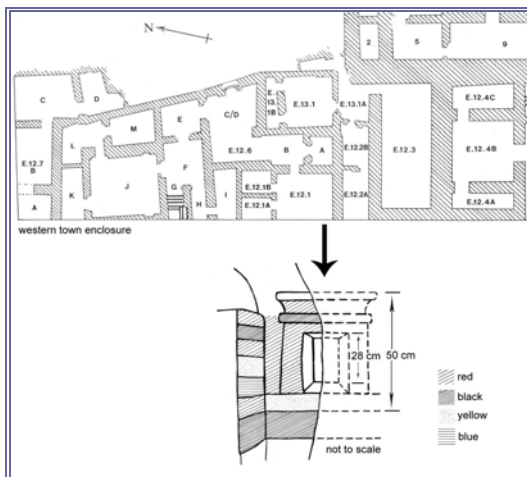 N
2 5 9
C D
E.12.7
B
A
L M
K J
E C/D
F
G H I
E.12.6
B A
E.
13.
1B
E.13.1 E.13.1A
E.12.1B
E.12.1A
E.12.1
E.12.2B
E.12.2A
E.12.3
E.12.4C
E.12.4B
E.12.4A
western town enclosure
28 cm 50 cm
red
black
yellow
blue
not to scale